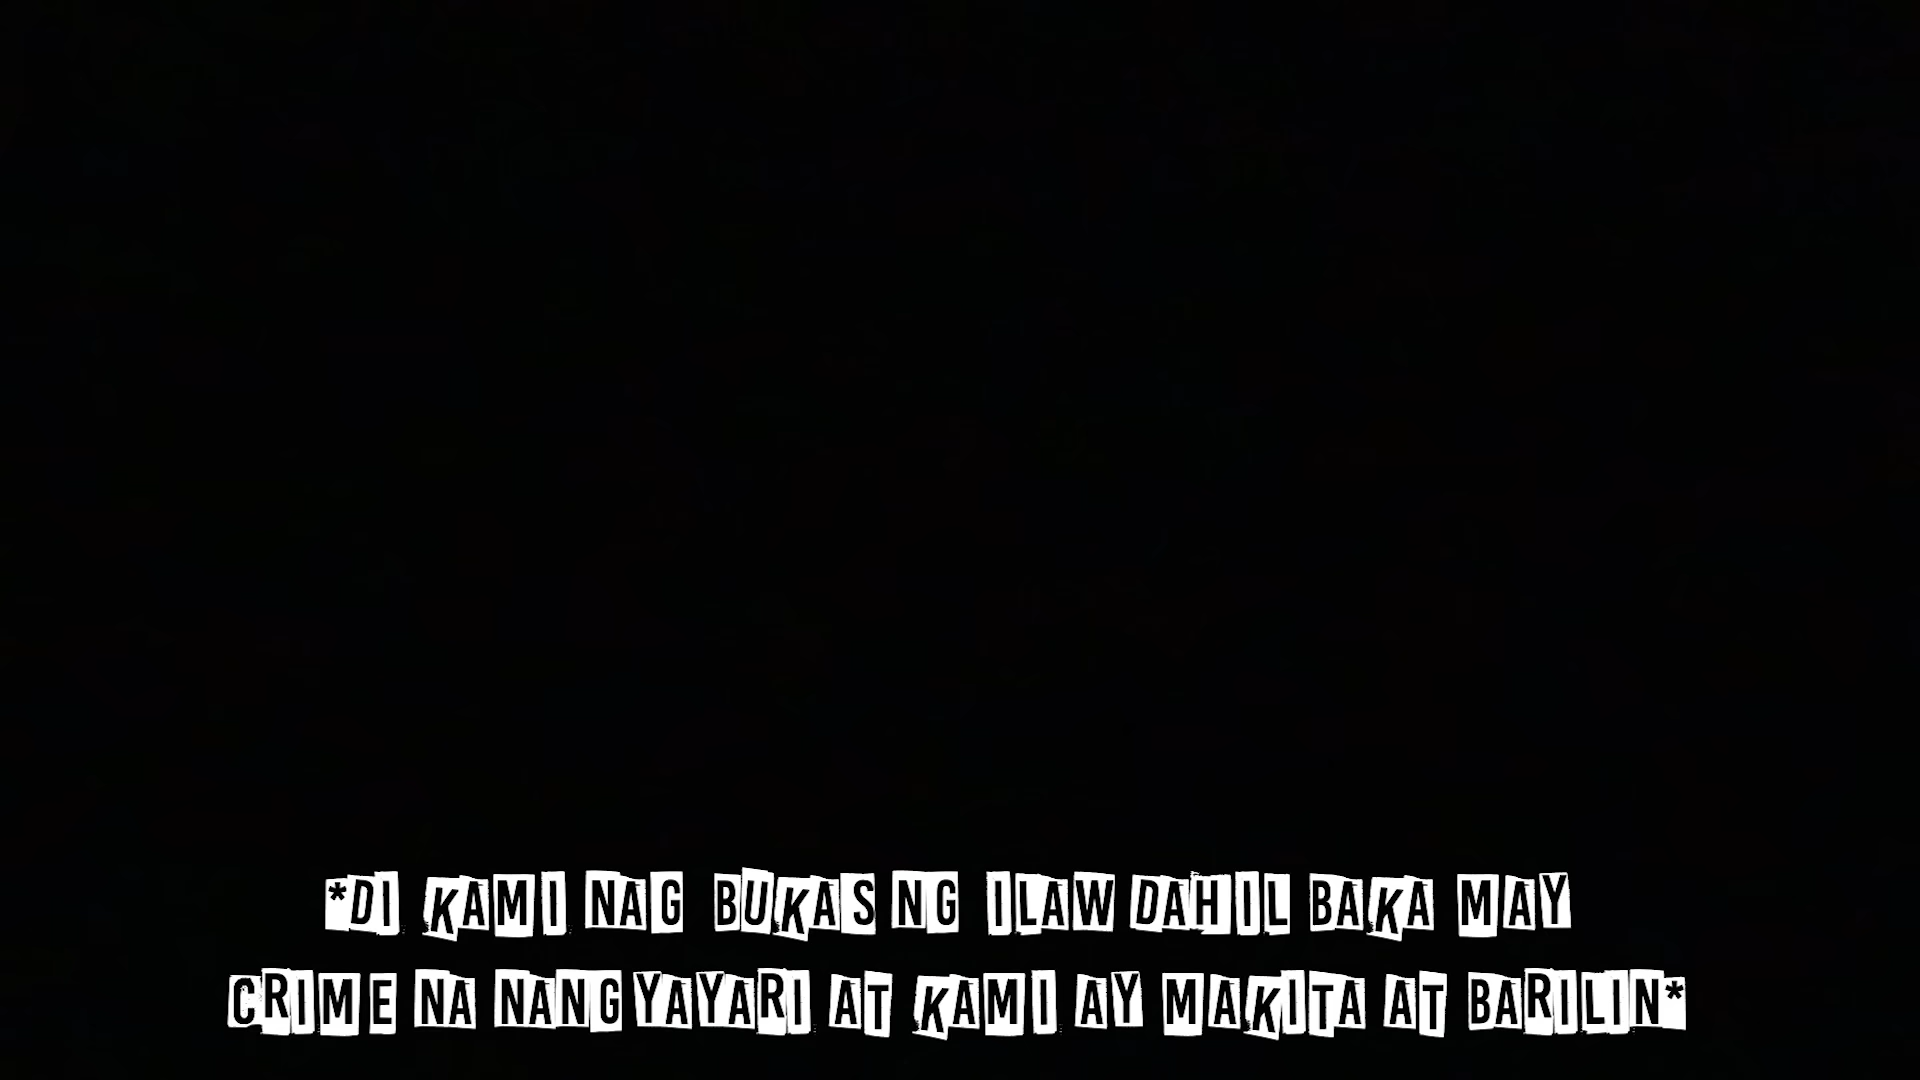 *DI KAMI NAG BUKAS NG ILAW DAHIL BAKA MAY
CRIME NA NANGYAYARI AT KAMI AY MAKITA AT BARILIN*